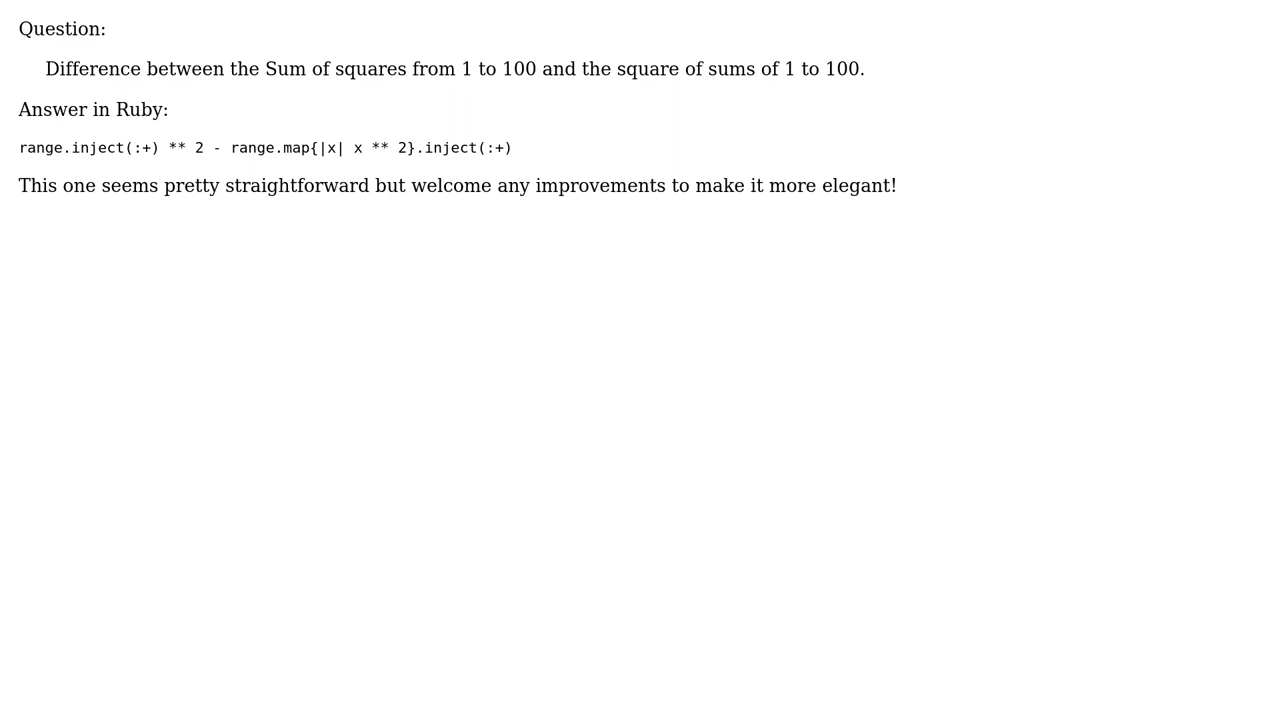 Question:
Difference between the Sum of squares from 1 to 100 and the square of sums of 1 to 100.
Answer in Ruby:
range.inject(:+) ** 2 - range.map{|x| x ** 2}.inject(:+)
This one seems pretty straightforward but welcome any improvements to make it more elegant!